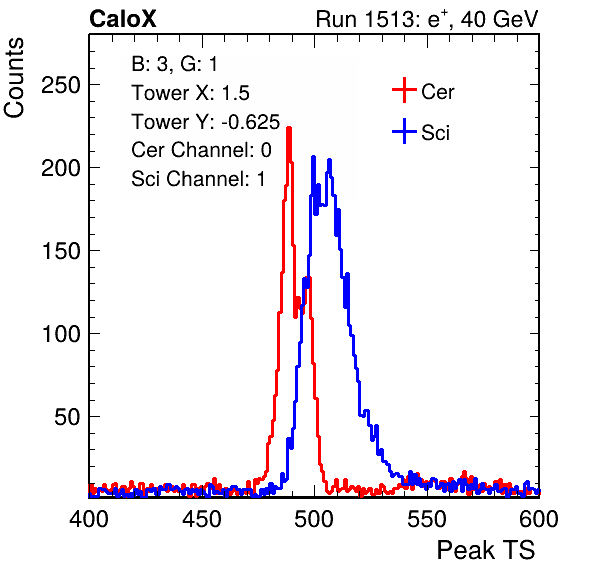 CaloX Run 1513: e+, 40 GeV
Counts
B: 3, G: 1
Tower X: 1.5
Tower Y: -0.625
Cer Channel: 0
Sci Channel: 1
Cer
Sci
250
200
150
100
50
400 450 500 550 600
Peak TS